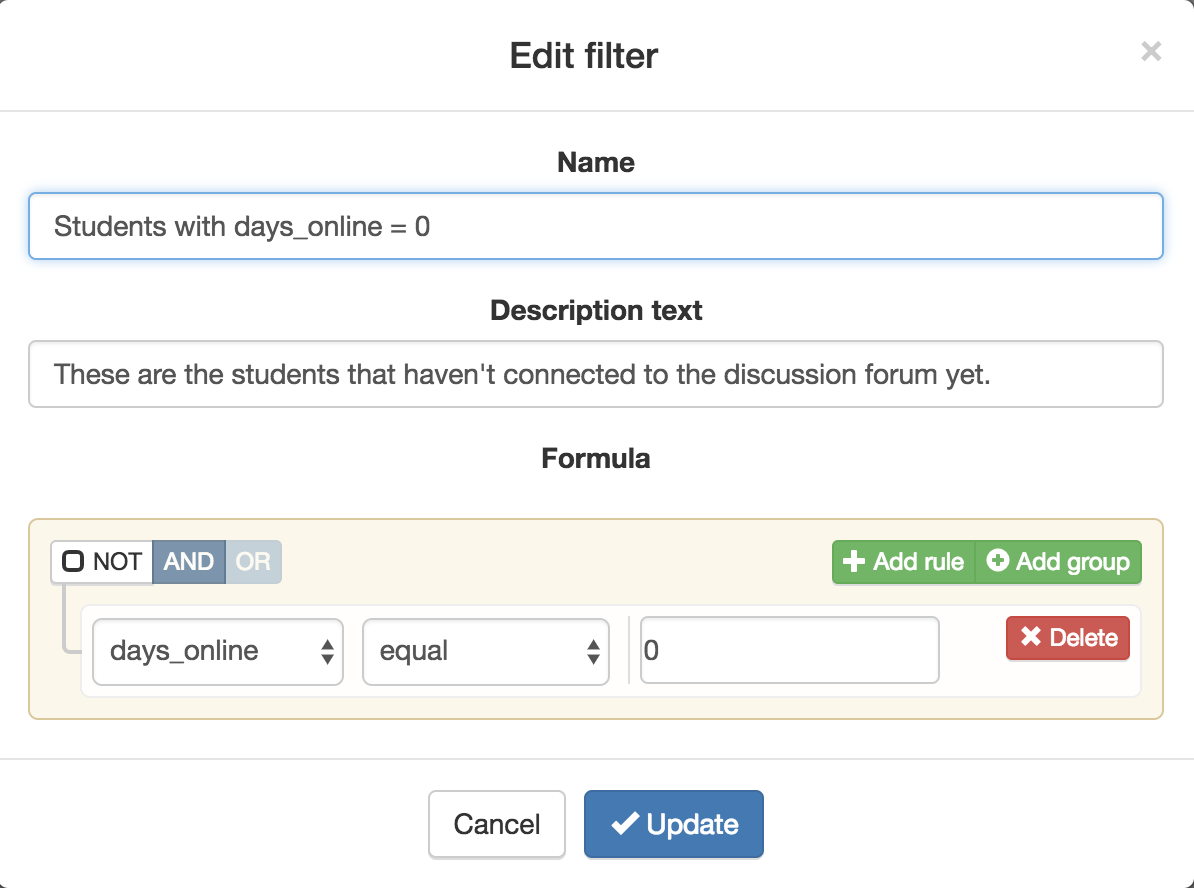 Edit filter
Name
Students with days_online = 0
Description text
These are the students that haven't connected to the discussion forum yet.
Formula
NOT AND OR Add rule Add group
days_online equal 0 Delete
Cancel Update